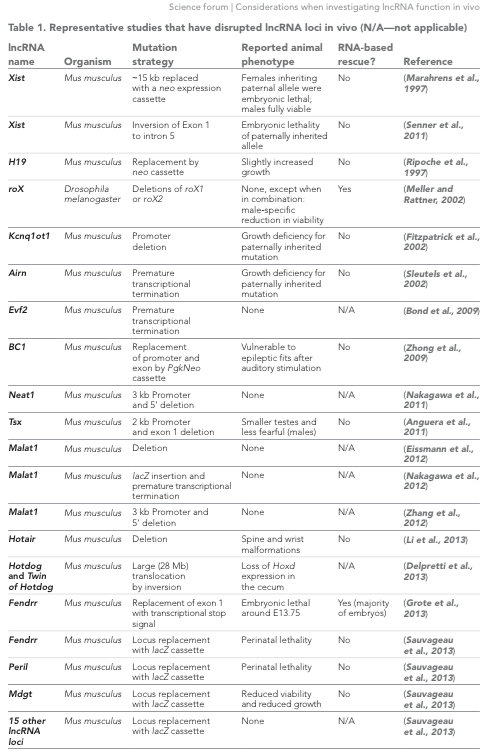 Science forum | Considerations when investigating lncRNA function in vivo
Table 1. Representative studies that have disrupted lncRNA loci in vivo (N/A—not applicable)
lncRNA name Organism Mutation strategy Reported animal phenotype RNA-based rescue? Reference
Xist Mus musculus ~15 kb replaced with a neo expression cassette Females inheriting paternal allele were embryonic lethal; males fully viable No (Marahrens et al., 1997)
Xist Mus musculus Inversion of Exon 1 to intron 5 Embryonic lethality of paternally inherited allele No (Senner et al., 2011)
H19 Mus musculus Replacement by neo cassette Slightly increased growth No (Ripoche et al., 1997)
roX Drosophila melanogaster Deletions of roX1 or roX2 None, except when in combination: male-specific reduction in viability Yes (Meller and Rattner, 2002)
Kcnq1ot1 Mus musculus Promoter deletion Growth deficiency for paternally inherited mutation No (Fitzpatrick et al., 2002)
Airn Mus musculus Premature transcriptional termination Growth deficiency for paternally inherited mutation No (Sleutels et al., 2002)
Evf2 Mus musculus Premature transcriptional termination None N/A (Bond et al., 2009)
BC1 Mus musculus Replacement of promoter and exon by PgkNeo cassette Vulnerable to epileptic fits after auditory stimulation No (Zhong et al., 2009)
Neat1 Mus musculus 3 kb Promoter and 5' deletion None N/A (Nakagawa et al., 2011)
Tsx Mus musculus 2 kb Promoter and exon 1 deletion Smaller testes and less fearful (males) No (Anguera et al., 2011)
Malat1 Mus musculus Deletion None N/A (Eissmann et al., 2012)
Malat1 Mus musculus lacZ insertion and premature transcriptional termination None N/A (Nakagawa et al., 2012)
Malat1 Mus musculus 3 kb Promoter and 5' deletion None N/A (Zhang et al., 2012)
Hotair Mus musculus Deletion Spine and wrist malformations No (Li et al., 2013)
Hotdog and Twin of Hotdog Mus musculus Large (28 Mb) translocation by inversion Loss of Hoxd expression in the cecum N/A (Delpretti et al., 2013)
Fendrr Mus musculus Replacement of exon 1 with transcriptional stop signal Embryonic lethal around E13.75 Yes (majority of embryos) (Grote et al., 2013)
Fendrr Mus musculus Locus replacement with lacZ cassette Perinatal lethality No (Sauvageau et al., 2013)
Peril Mus musculus Locus replacement with lacZ cassette Perinatal lethality No (Sauvageau et al., 2013)
Mdgt Mus musculus Locus replacement with lacZ cassette Reduced viability and reduced growth No (Sauvageau et al., 2013)
15 other lncRNA loci Mus musculus Locus replacement with lacZ cassette None N/A (Sauvageau et al., 2013)